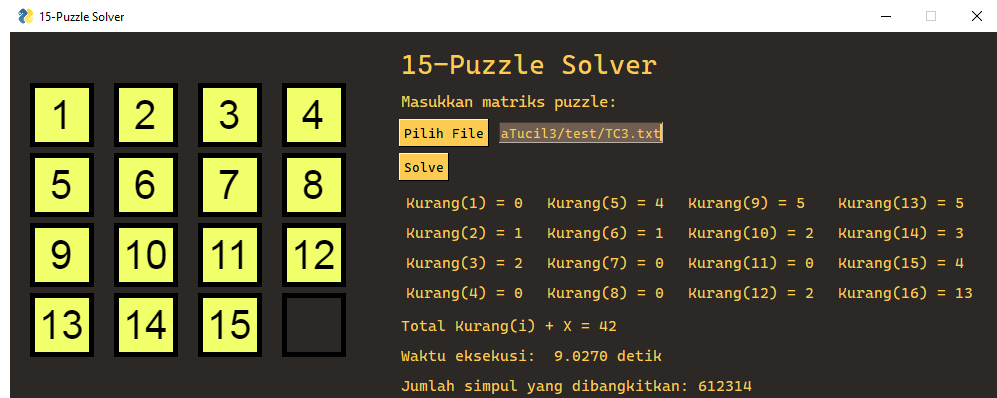 15-Puzzle Solver
1 2 3 4
5 6 7 8
9 10 11 12
13 14 15
15-Puzzle Solver
Masukkan matriks puzzle:
Pilih File aTucil3/test/TC3.txt
Solve
Kurang(1) = 0 Kurang(5) = 4 Kurang(9) = 5 Kurang(13) = 5
Kurang(2) = 1 Kurang(6) = 1 Kurang(10) = 2 Kurang(14) = 3
Kurang(3) = 2 Kurang(7) = 0 Kurang(11) = 0 Kurang(15) = 4
Kurang(4) = 0 Kurang(8) = 0 Kurang(12) = 2 Kurang(16) = 13
Total Kurang(i) + X = 42
Waktu eksekusi: 9.0270 detik
Jumlah simpul yang dibangkitkan: 612314